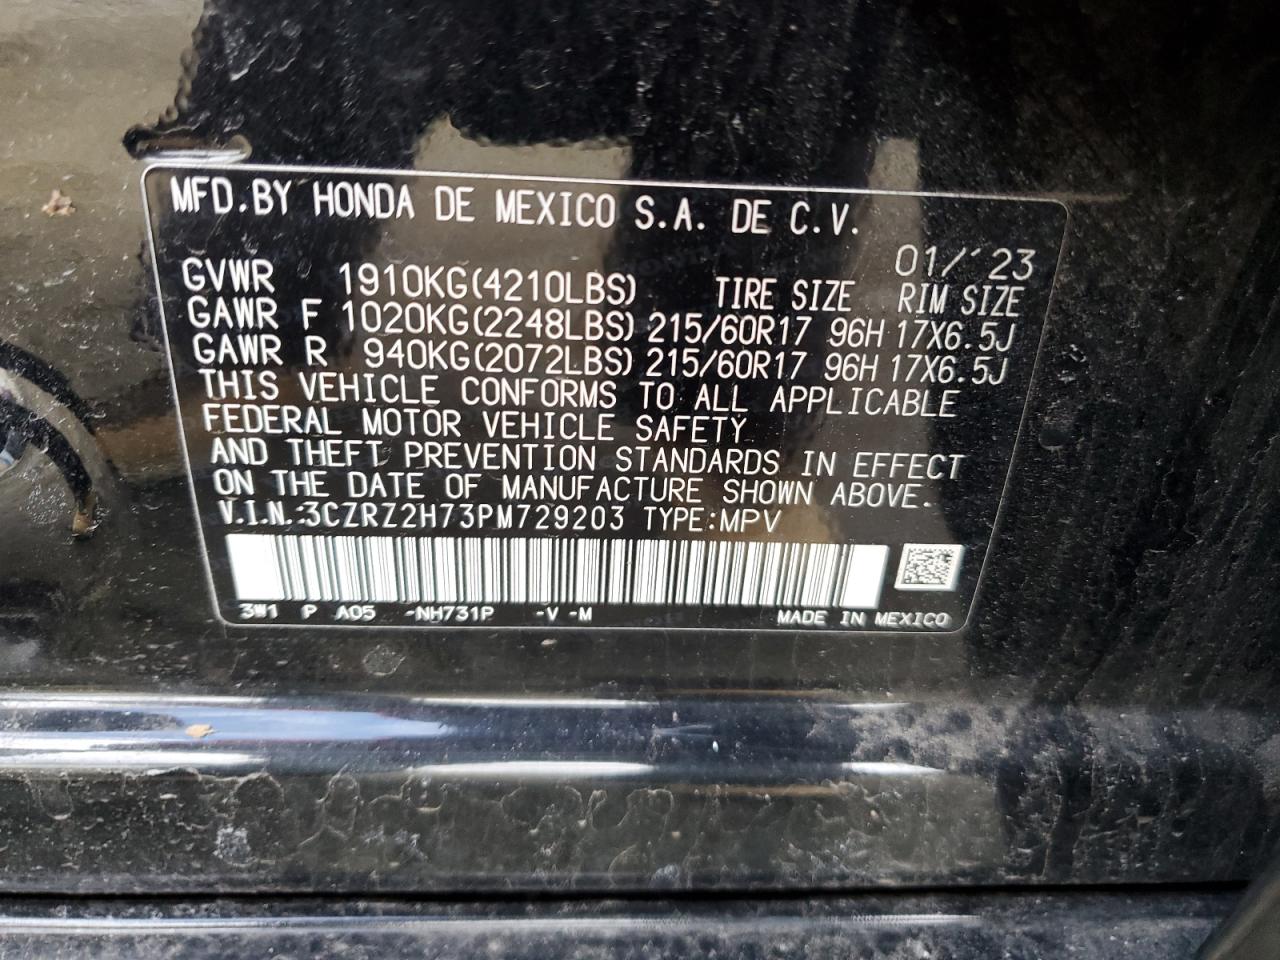 MFD.BY HONDA DE MEXICO S.A. DE C.V.
01/'23
GVWR 1910KG(4210LBS) TIRE SIZE RIM SIZE
GAWR F 1020KG(2248LBS) 215/60R17 96H 17X6.5J
GAWR R 940KG(2072LBS) 215/60R17 96H 17X6.5J
THIS VEHICLE CONFORMS TO ALL APPLICABLE
FEDERAL MOTOR VEHICLE SAFETY
AND THEFT PREVENTION STANDARDS IN EFFECT
ON THE DATE OF MANUFACTURE SHOWN ABOVE.
V.I.N.:3CZRZ2H73PM729203 TYPE:MPV
3W1 P A05 -NH731P -V -M MADE IN MEXICO